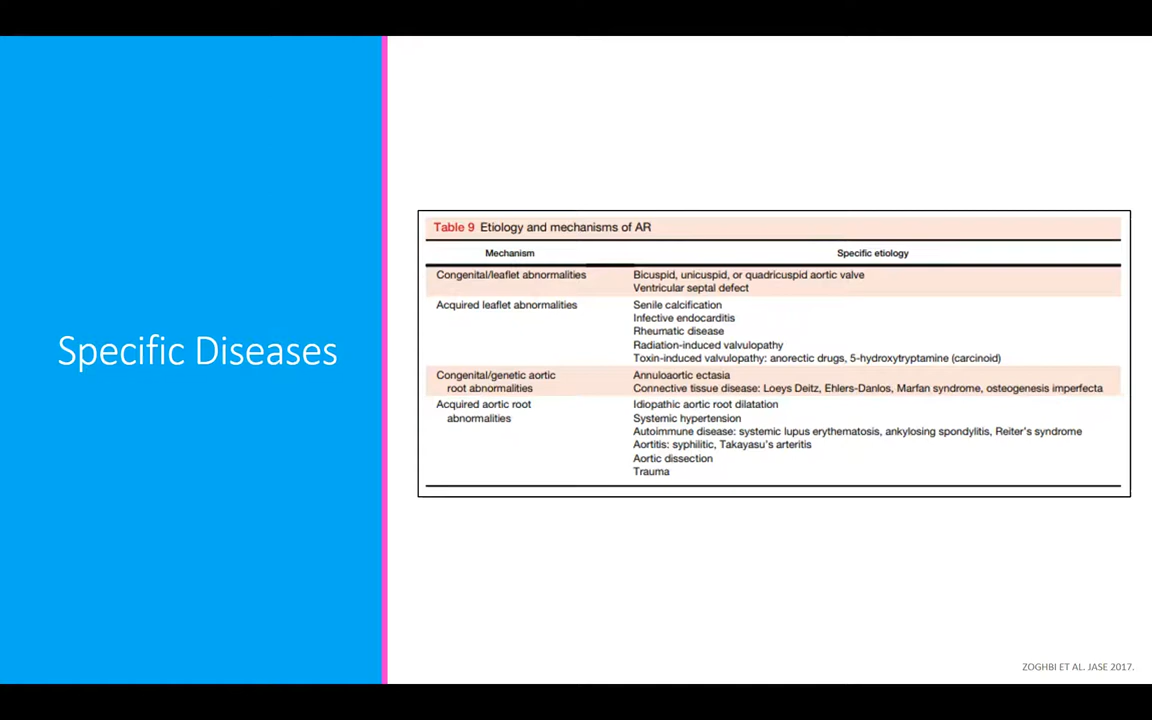 Specific Diseases
Table 9 Etiology and mechanisms of AR
Mechanism Specific etiology
Congenital/leaflet abnormalities Bicuspid, unicuspid, or quadricuspid aortic valve
Ventricular septal defect
Acquired leaflet abnormalities Senile calcification
Infective endocarditis
Rheumatic disease
Radiation-induced valvulopathy
Toxin-induced valvulopathy: anorectic drugs, 5-hydroxytryptamine (carcinoid)
Congenital/genetic aortic Annuloaortic ectasia
root abnormalities Connective tissue disease: Loeys Deitz, Ehlers-Danlos, Marfan syndrome, osteogenesis imperfecta
Acquired aortic root Idiopathic aortic root dilatation
abnormalities Systemic hypertension
Autoimmune disease: systemic lupus erythematosis, ankylosing spondylitis, Reiter's syndrome
Aortitis: syphilitic, Takayasu's arteritis
Aortic dissection
Trauma
ZOGHBI ET AL. JASE 2017.